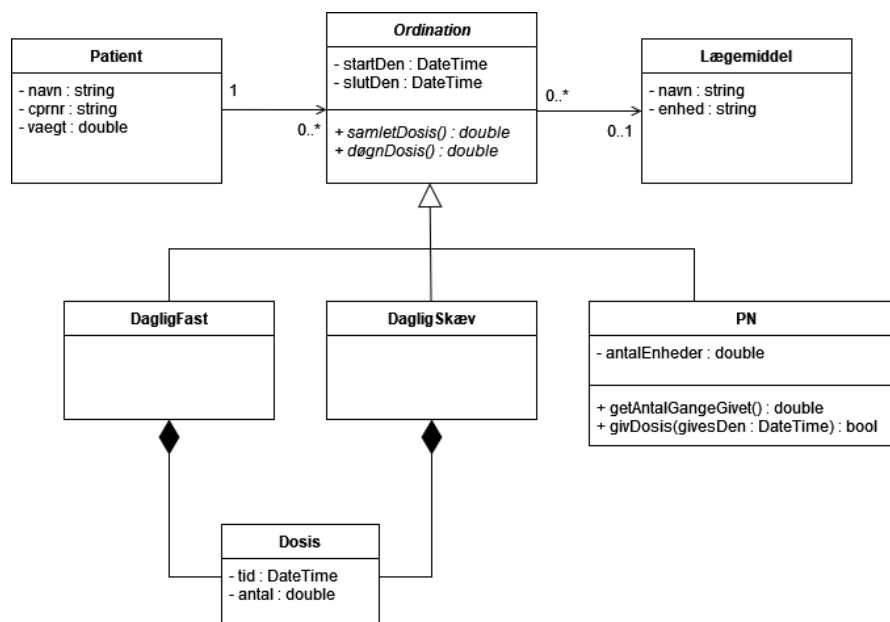 Patient
- navn : string
- cprnr : string
- vaegt : double
1
0..*
Ordination
- startDen : DateTime
- slutDen : DateTime
+ samletDosis() : double
+ døgnDosis() : double
0..*
0..1
Lægemiddel
- navn : string
- enhed : string
DagligFast
DagligSkæv
PN
- antalEnheder : double
+ getAntalGangeGivet() : double
+ givDosis(givesDen : DateTime) : bool
Dosis
- tid : DateTime
- antal : double